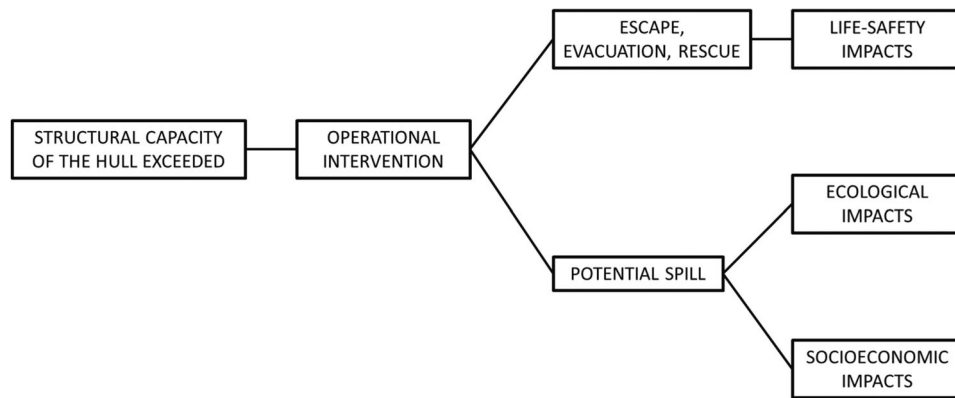 STRUCTURAL CAPACITY
OF THE HULL EXCEEDED
OPERATIONAL
INTERVENTION
ESCAPE,
EVACUATION, RESCUE
LIFE-SAFETY
IMPACTS
POTENTIAL SPILL
ECOLOGICAL
IMPACTS
SOCIOECONOMIC
IMPACTS